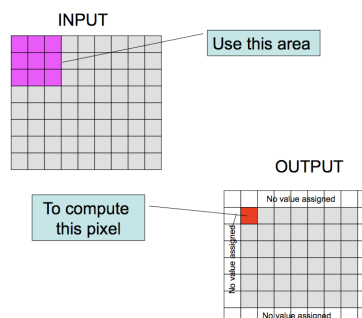 INPUT
Use this area
OUTPUT
To compute
this pixel
No value assigned
No value assigned
No value assigned